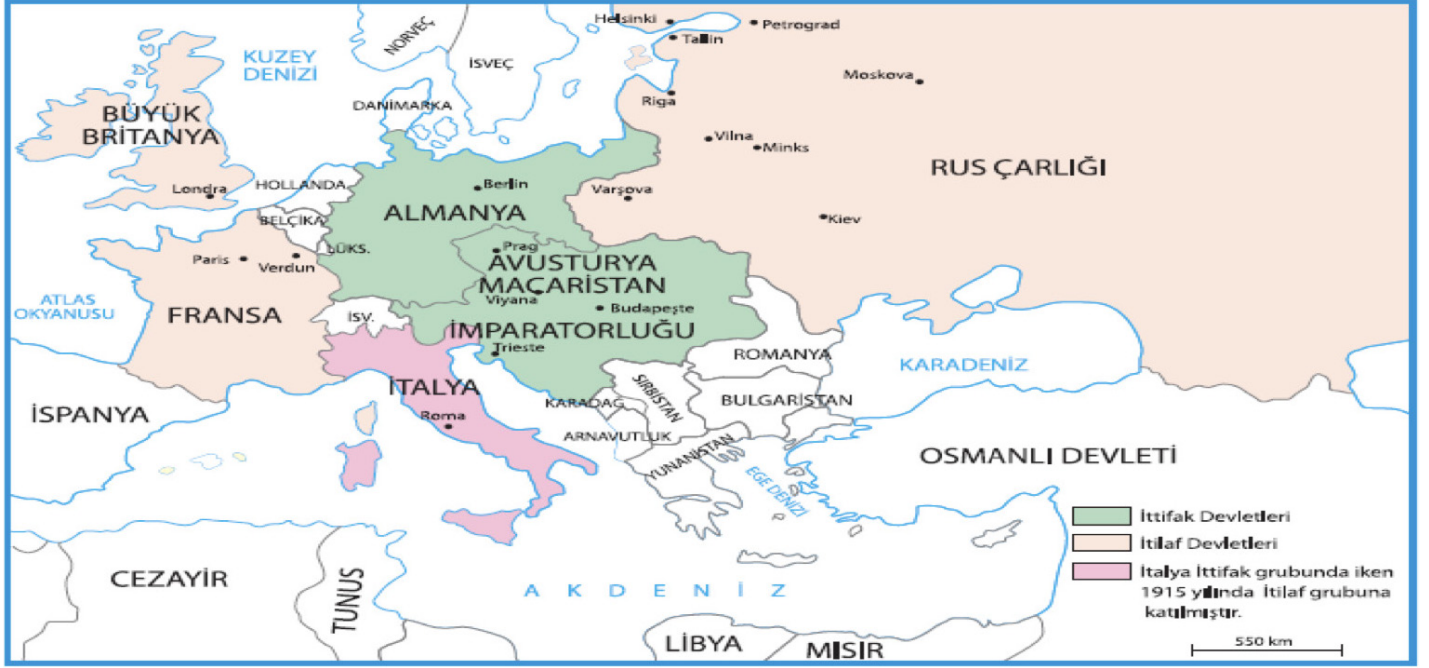 Helsinki
Petrograd
NORVEÇ
Tallin
KUZEY
DENİZİ
İSVEÇ
Moskova
DANİMARKA
Riga
BÜYÜK
BRİTANYA
Vilna
Minks
RUS ÇARLIĞI
Londra
HOLLANDA
Berlin
Varşova
ALMANYA
Kiev
BELÇİKA
LÜKS.
Prag
Paris
Verdun
AVUSTURYA
MAÇARİSTAN
Viyana
Budapeşte
ATLAS
OKYANUSU
FRANSA
İSV.
İMPARATORLUĞU
Trieste
ROMANYA
KARADENİZ
İTALYA
SIRBİSTAN
KARADAG
BULGARİSTAN
İSPANYA
Roma
ARNAVUTLUK
YUNANİSTAN
OSMANLI DEVLETİ
EGE DENİZİ
İttifak Devletleri
İtilaf Devletleri
İtalya İttifak grubunda iken
1915 yılında İtilaf grubuna
katılmıştır.
CEZAYİR
TUNUS
AKDENİZ
LİBYA
MISIR
550 km